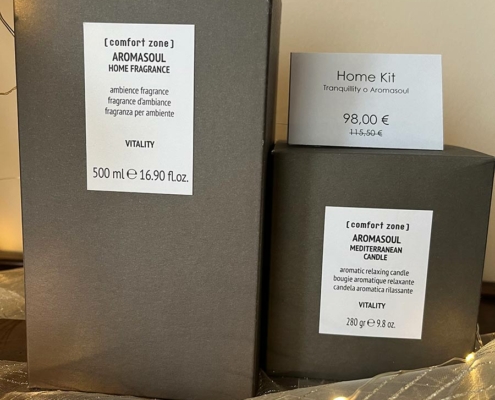 [comfort zone]
AROMASOUL
HOME FRAGRANCE
ambience fragrance
fragrance d'ambiance
fragranza per ambiente
VITALITY
500 ml ℮ 16.90 fl.oz.
Home Kit
Tranquillity o Aromasoul
98,00 €
115,50 €
[comfort zone]
AROMASOUL
MEDITERRANEAN
CANDLE
aromatic relaxing candle
bougie aromatique relaxante
candela aromatica rilassante
VITALITY
280 gr ℮ 9.8 oz.